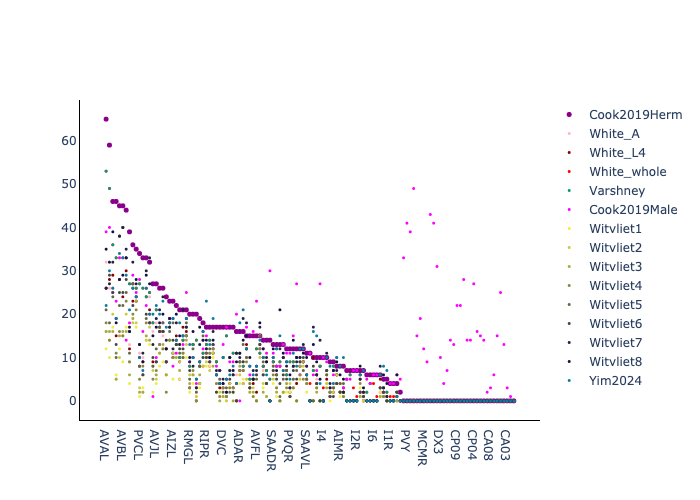 60
50
40
30
20
10
0
AVAL
AVBL
PVCL
AVJL
AIZL
RMGL
RIPR
DVC
ADAR
AVFL
SAADR
PVQR
SAAVL
I4
AIMR
I2R
I6
I1R
PVY
MCMR
DX3
CP09
CP04
CA08
CA03
Cook2019Herm
White_A
White_L4
White_whole
Varshney
Cook2019Male
Witvliet1
Witvliet2
Witvliet3
Witvliet4
Witvliet5
Witvliet6
Witvliet7
Witvliet8
Yim2024